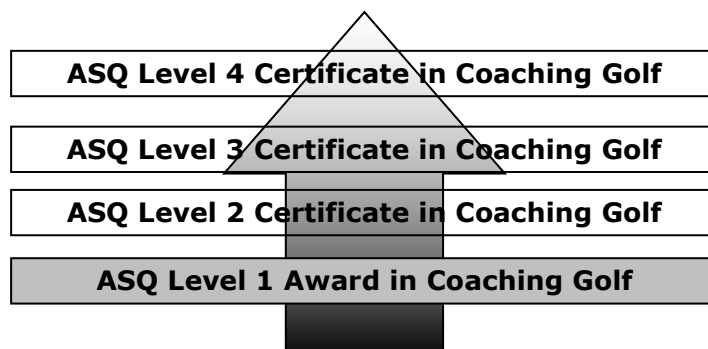 ASQ Level 4 Certificate in Coaching Golf
ASQ Level 3 Certificate in Coaching Golf
ASQ Level 2 Certificate in Coaching Golf
ASQ Level 1 Award in Coaching Golf